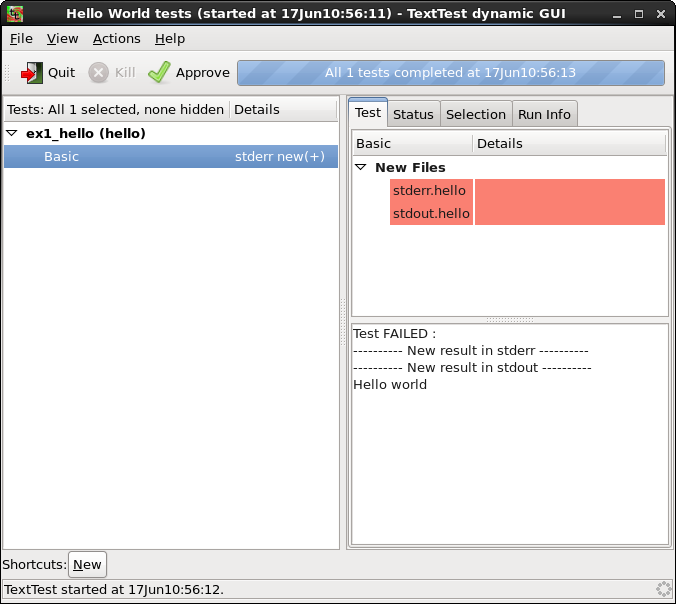 Hello World tests (started at 17Jun10:56:11) - TextTest dynamic GUI
File View Actions Help
Quit Kill Approve All 1 tests completed at 17Jun10:56:13
Tests: All 1 selected, none hidden Details
ex1_hello (hello)
Basic stderr new(+)
Test Status Selection Run Info
Basic Details
New Files
stderr.hello
stdout.hello
Test FAILED :
---------- New result in stderr ----------
---------- New result in stdout ----------
Hello world
Shortcuts: New
TextTest started at 17Jun10:56:12.